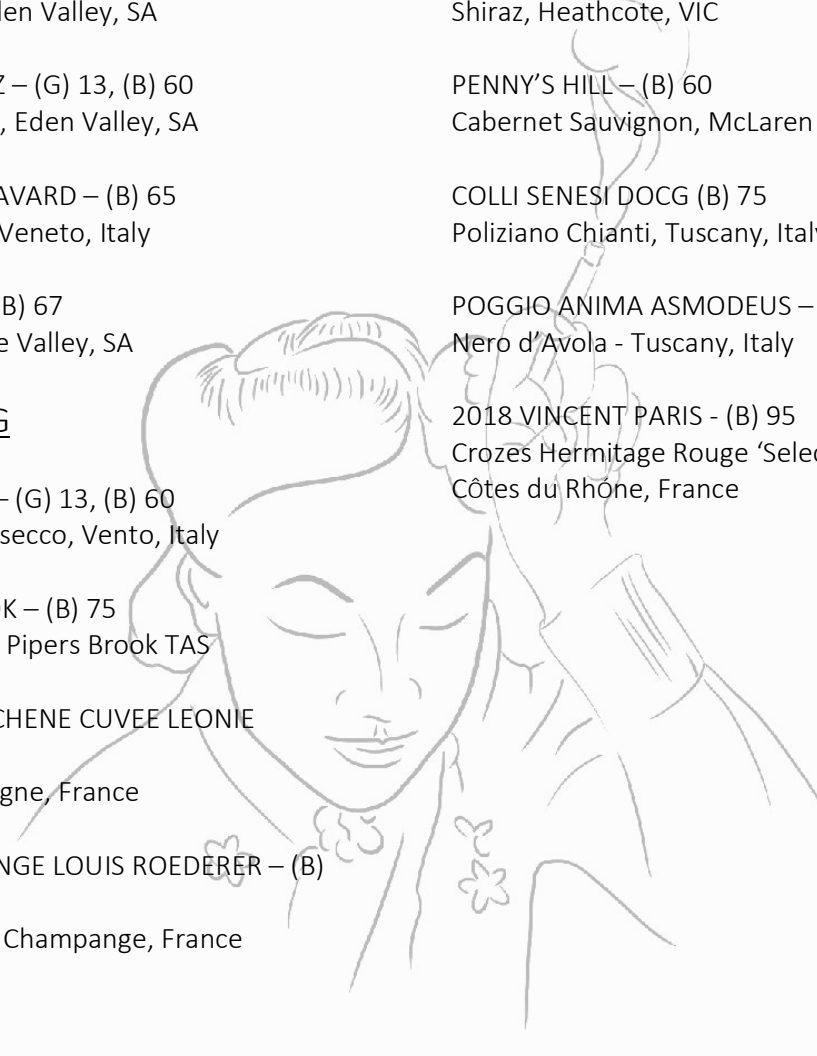 len Valley, SA
Z – (G) 13, (B) 60
, Eden Valley, SA
AVARD – (B) 65
Veneto, Italy
B) 67
e Valley, SA
G
– (G) 13, (B) 60
secco, Vento, Italy
OK – (B) 75
Pipers Brook TAS
CHENE CUVEE LEONIE
gne, France
NGE LOUIS ROEDERER – (B)
Champange, France
Shiraz, Heathcote, VIC
PENNY’S HILL – (B) 60
Cabernet Sauvignon, McLaren
COLLI SENESI DOCG (B) 75
Poliziano Chianti, Tuscany, Italy
POGGIO ANIMA ASMODEUS –
Nero d’Avola - Tuscany, Italy
2018 VINCENT PARIS - (B) 95
Crozes Hermitage Rouge ‘Selec
Côtes du Rhóne, France